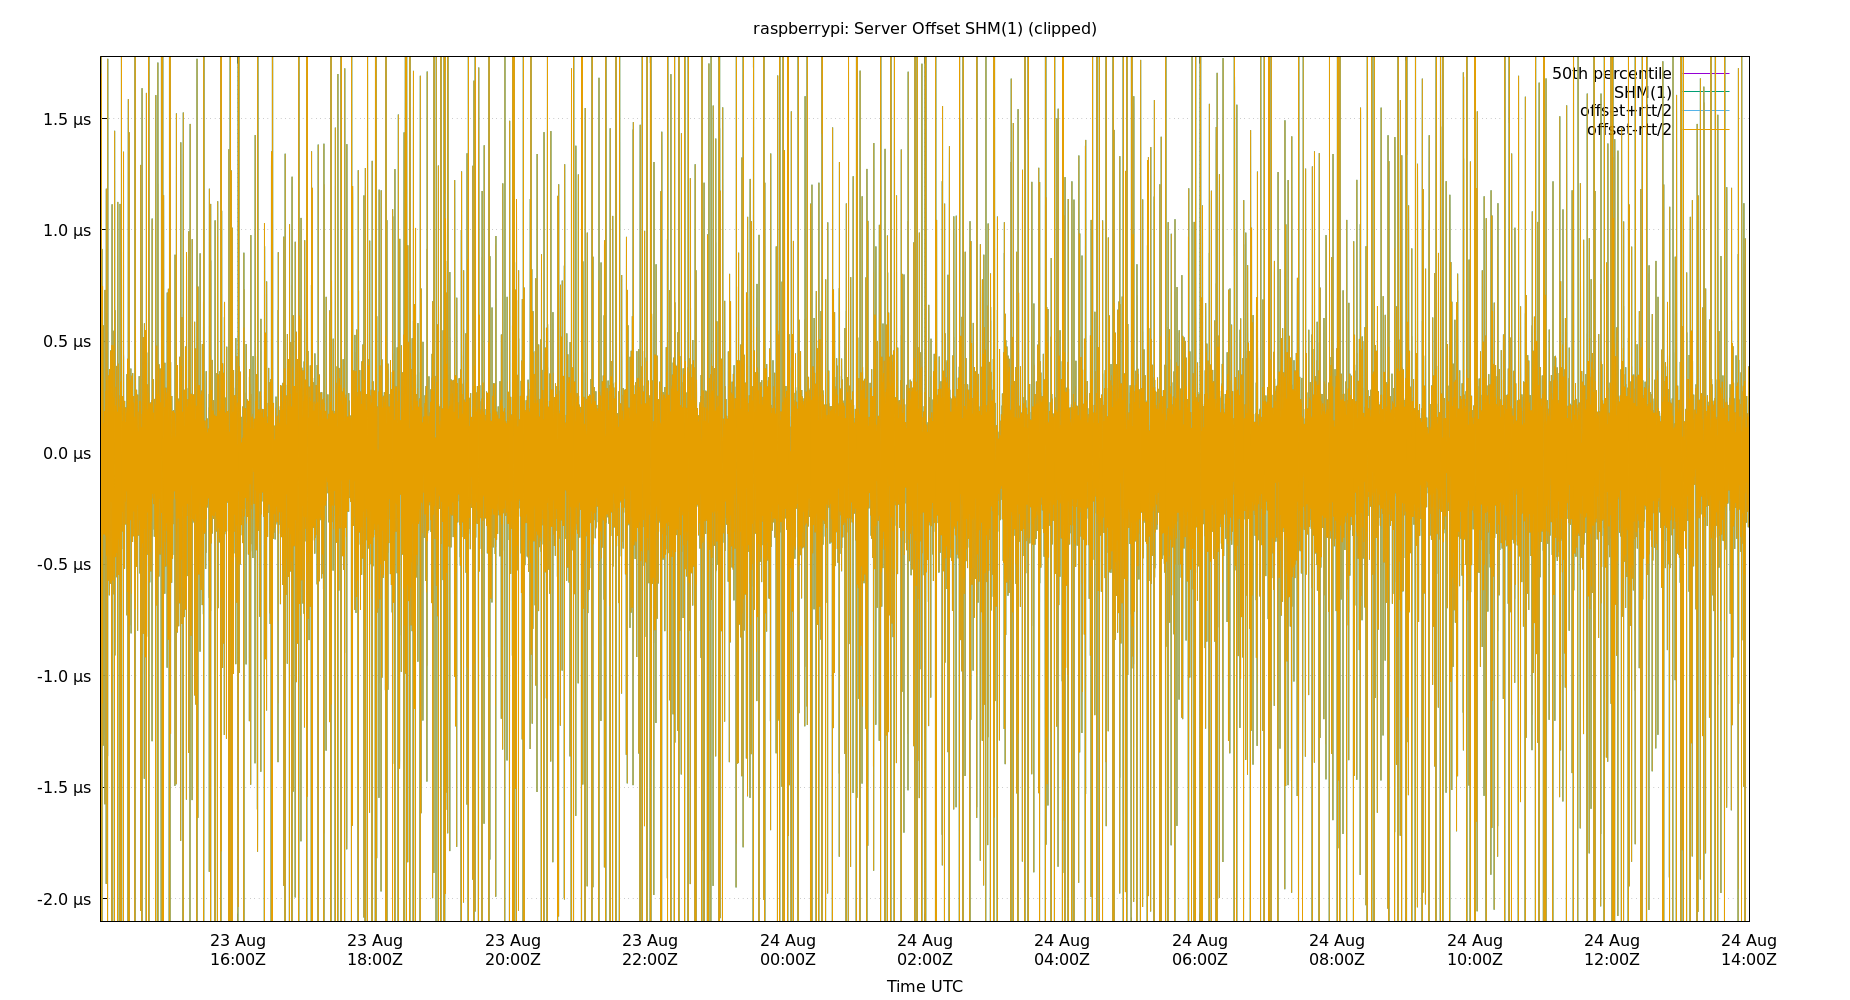 raspberrypi: Server Offset SHM(1) (clipped)
50th percentile
SHM(1)
offset+rtt/2
offset-rtt/2
1.5 µs
1.0 µs
0.5 µs
0.0 µs
-0.5 µs
-1.0 µs
-1.5 µs
-2.0 µs
23 Aug 23 Aug 23 Aug 23 Aug 24 Aug 24 Aug 24 Aug 24 Aug 24 Aug 24 Aug 24 Aug 24 Aug
16:00Z 18:00Z 20:00Z 22:00Z 00:00Z 02:00Z 04:00Z 06:00Z 08:00Z 10:00Z 12:00Z 14:00Z
Time UTC